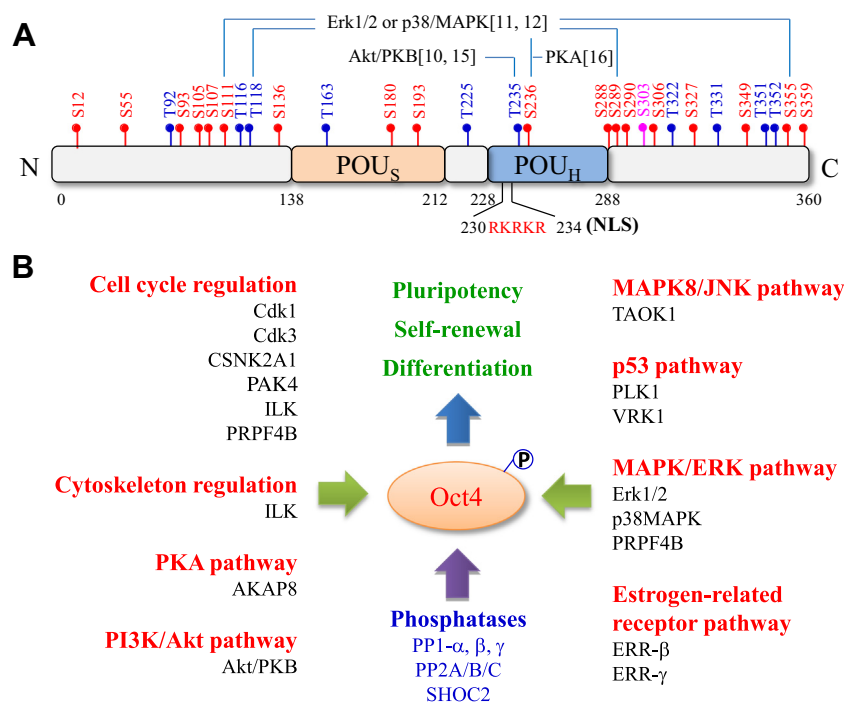 A
Erk1/2 or p38/MAPK[11, 12]
Akt/PKB[10, 15]
PKA[16]
S12
S55
T92
S93
S105
S107
S111
T116
T118
S136
T163
S180
S193
T225
T235
S236
S288
S289
S290
S303
S306
T322
S327
T331
S349
T351
T352
S355
S359
N
POUS
POUH
C
0
138
212
228
288
360
230 RKRKR 234 (NLS)
B
Cell cycle regulation
Cdk1
Cdk3
CSNK2A1
PAK4
ILK
PRPF4B
Cytoskeleton regulation
ILK
PKA pathway
AKAP8
PI3K/Akt pathway
Akt/PKB
Pluripotency
Self-renewal
Differentiation
P
Oct4
Phosphatases
PP1-α, β, γ
PP2A/B/C
SHOC2
MAPK8/JNK pathway
TAOK1
p53 pathway
PLK1
VRK1
MAPK/ERK pathway
Erk1/2
p38MAPK
PRPF4B
Estrogen-related
receptor pathway
ERR-β
ERR-γ